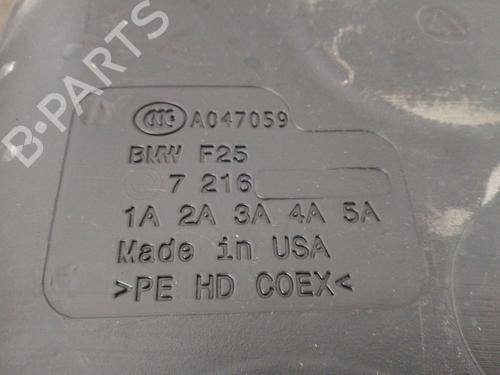 A047059
BMW F25
7 216
1A 2A 3A 4A 5A
Made in USA
>PE HD COEX<
B-PARTS